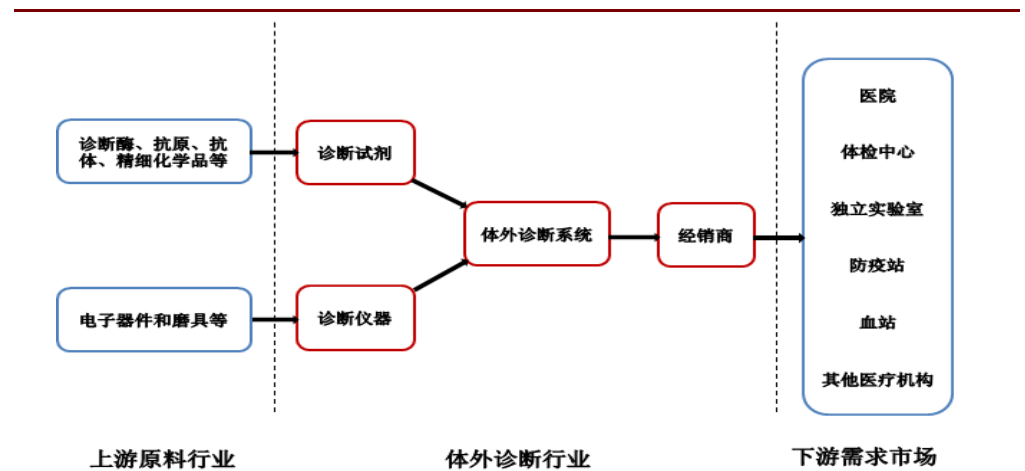 诊断酶、抗原、抗
体、精细化学品等
诊断试剂
体外诊断系统
经销商
电子器件和磨具等
诊断仪器
医院
体检中心
独立实验室
防疫站
血站
其他医疗机构
上游原料行业
体外诊断行业
下游需求市场